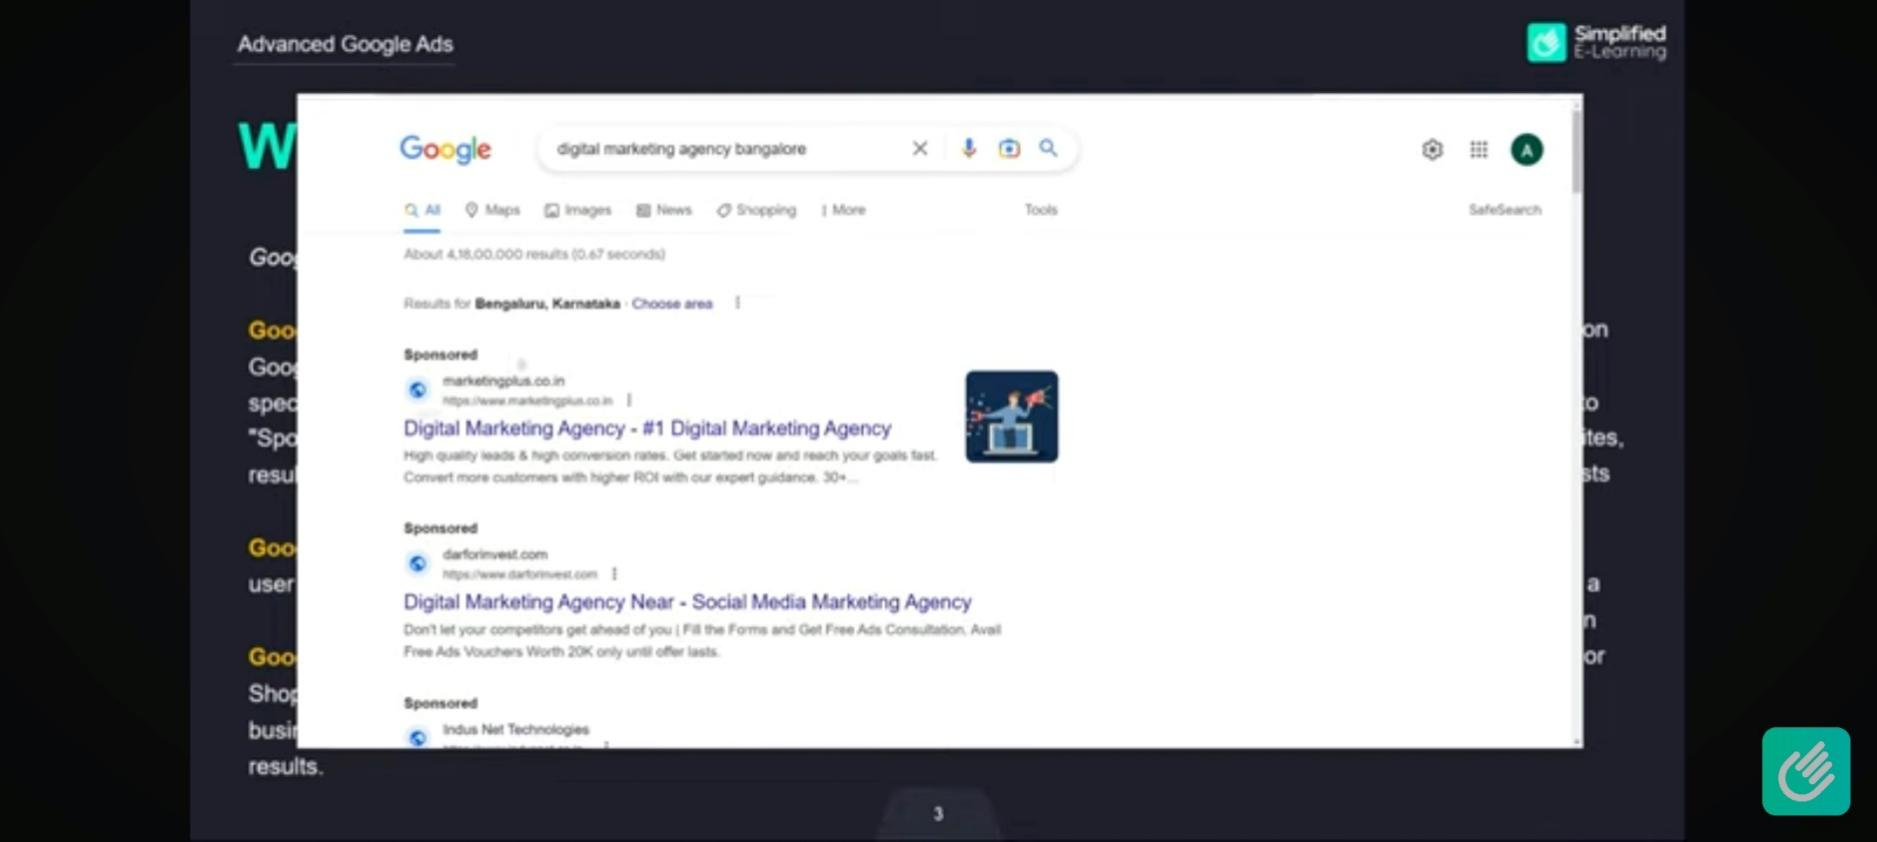 Advanced Google Ads
Simplified
E-Learning
W
Google
digital marketing agency bangalore
A
All Maps Images News Shopping More Tools SafeSearch
About 4,18,00,000 results (0.67 seconds)
Goog
Results for Bengaluru, Karnataka · Choose area
Goo
on
Sponsored
Goog
marketingplus.co.in
https://www.marketingplus.co.in
spec
to
Digital Marketing Agency - #1 Digital Marketing Agency
"Spo
ites,
High quality leads & high conversion rates. Get started now and reach your goals fast.
Convert more customers with higher ROI with our expert guidance. 30+...
resul
sts
Sponsored
Goo
darforinvest.com
https://www.darforinvest.com
user
a
Digital Marketing Agency Near - Social Media Marketing Agency
n
Don't let your competitors get ahead of you | Fill the Forms and Get Free Ads Consultation. Avail
Free Ads Vouchers Worth 20K only until offer lasts.
Goo
or
Shop
Sponsored
Indus Net Technologies
busin
results.
3